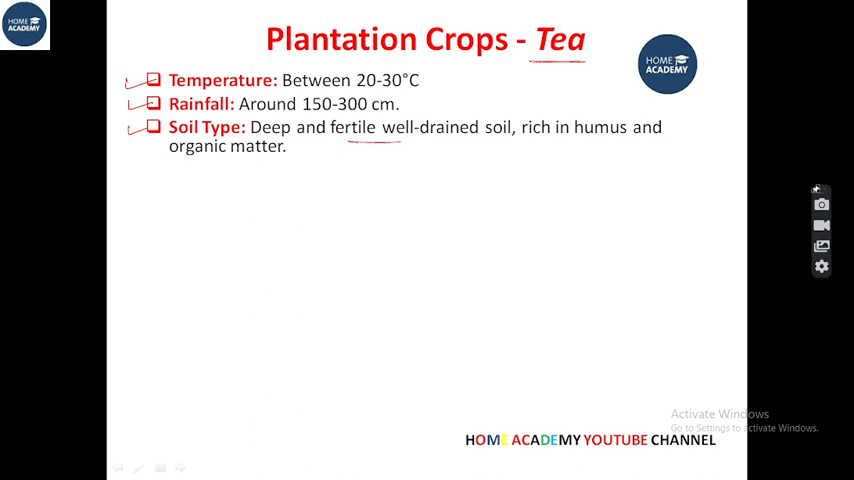 HOME
ACADEMY
Plantation Crops - Tea
HOME
ACADEMY
Temperature: Between 20-30°C
Rainfall: Around 150-300 cm.
Soil Type: Deep and fertile well-drained soil, rich in humus and
organic matter.
Activate Windows
Go to Settings to activate Windows.
HOME ACADEMY YOUTUBE CHANNEL